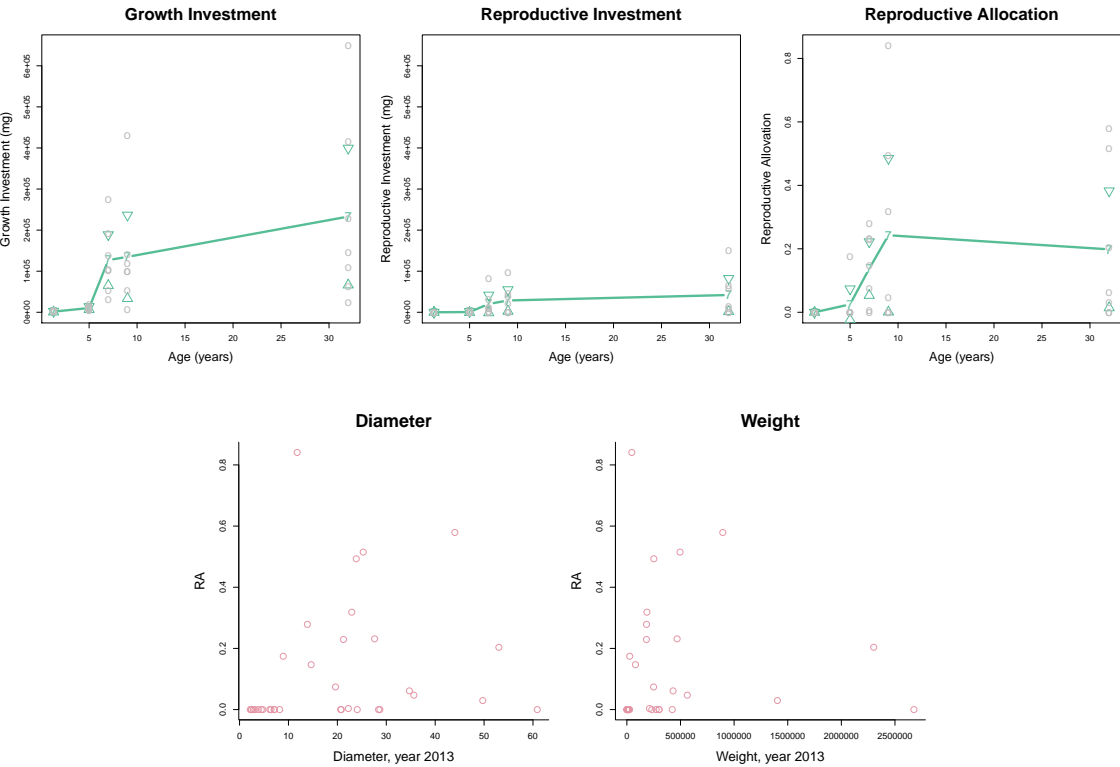 Growth Investment
Reproductive Investment
Reproductive Allocation
Growth Investment (mg)
0e+00 1e+05 2e+05 3e+05 4e+05 5e+05 6e+05
5 10 15 20 25 30
Age (years)
Reproductive Investment (mg)
0e+00 1e+05 2e+05 3e+05 4e+05 5e+05 6e+05
5 10 15 20 25 30
Age (years)
Reproductive Allovation
0.0 0.2 0.4 0.6 0.8
5 10 15 20 25 30
Age (years)
Diameter
Weight
RA
0.0 0.2 0.4 0.6 0.8
0 10 20 30 40 50 60
Diameter, year 2013
RA
0.0 0.2 0.4 0.6 0.8
0 500000 1000000 1500000 2000000 2500000
Weight, year 2013